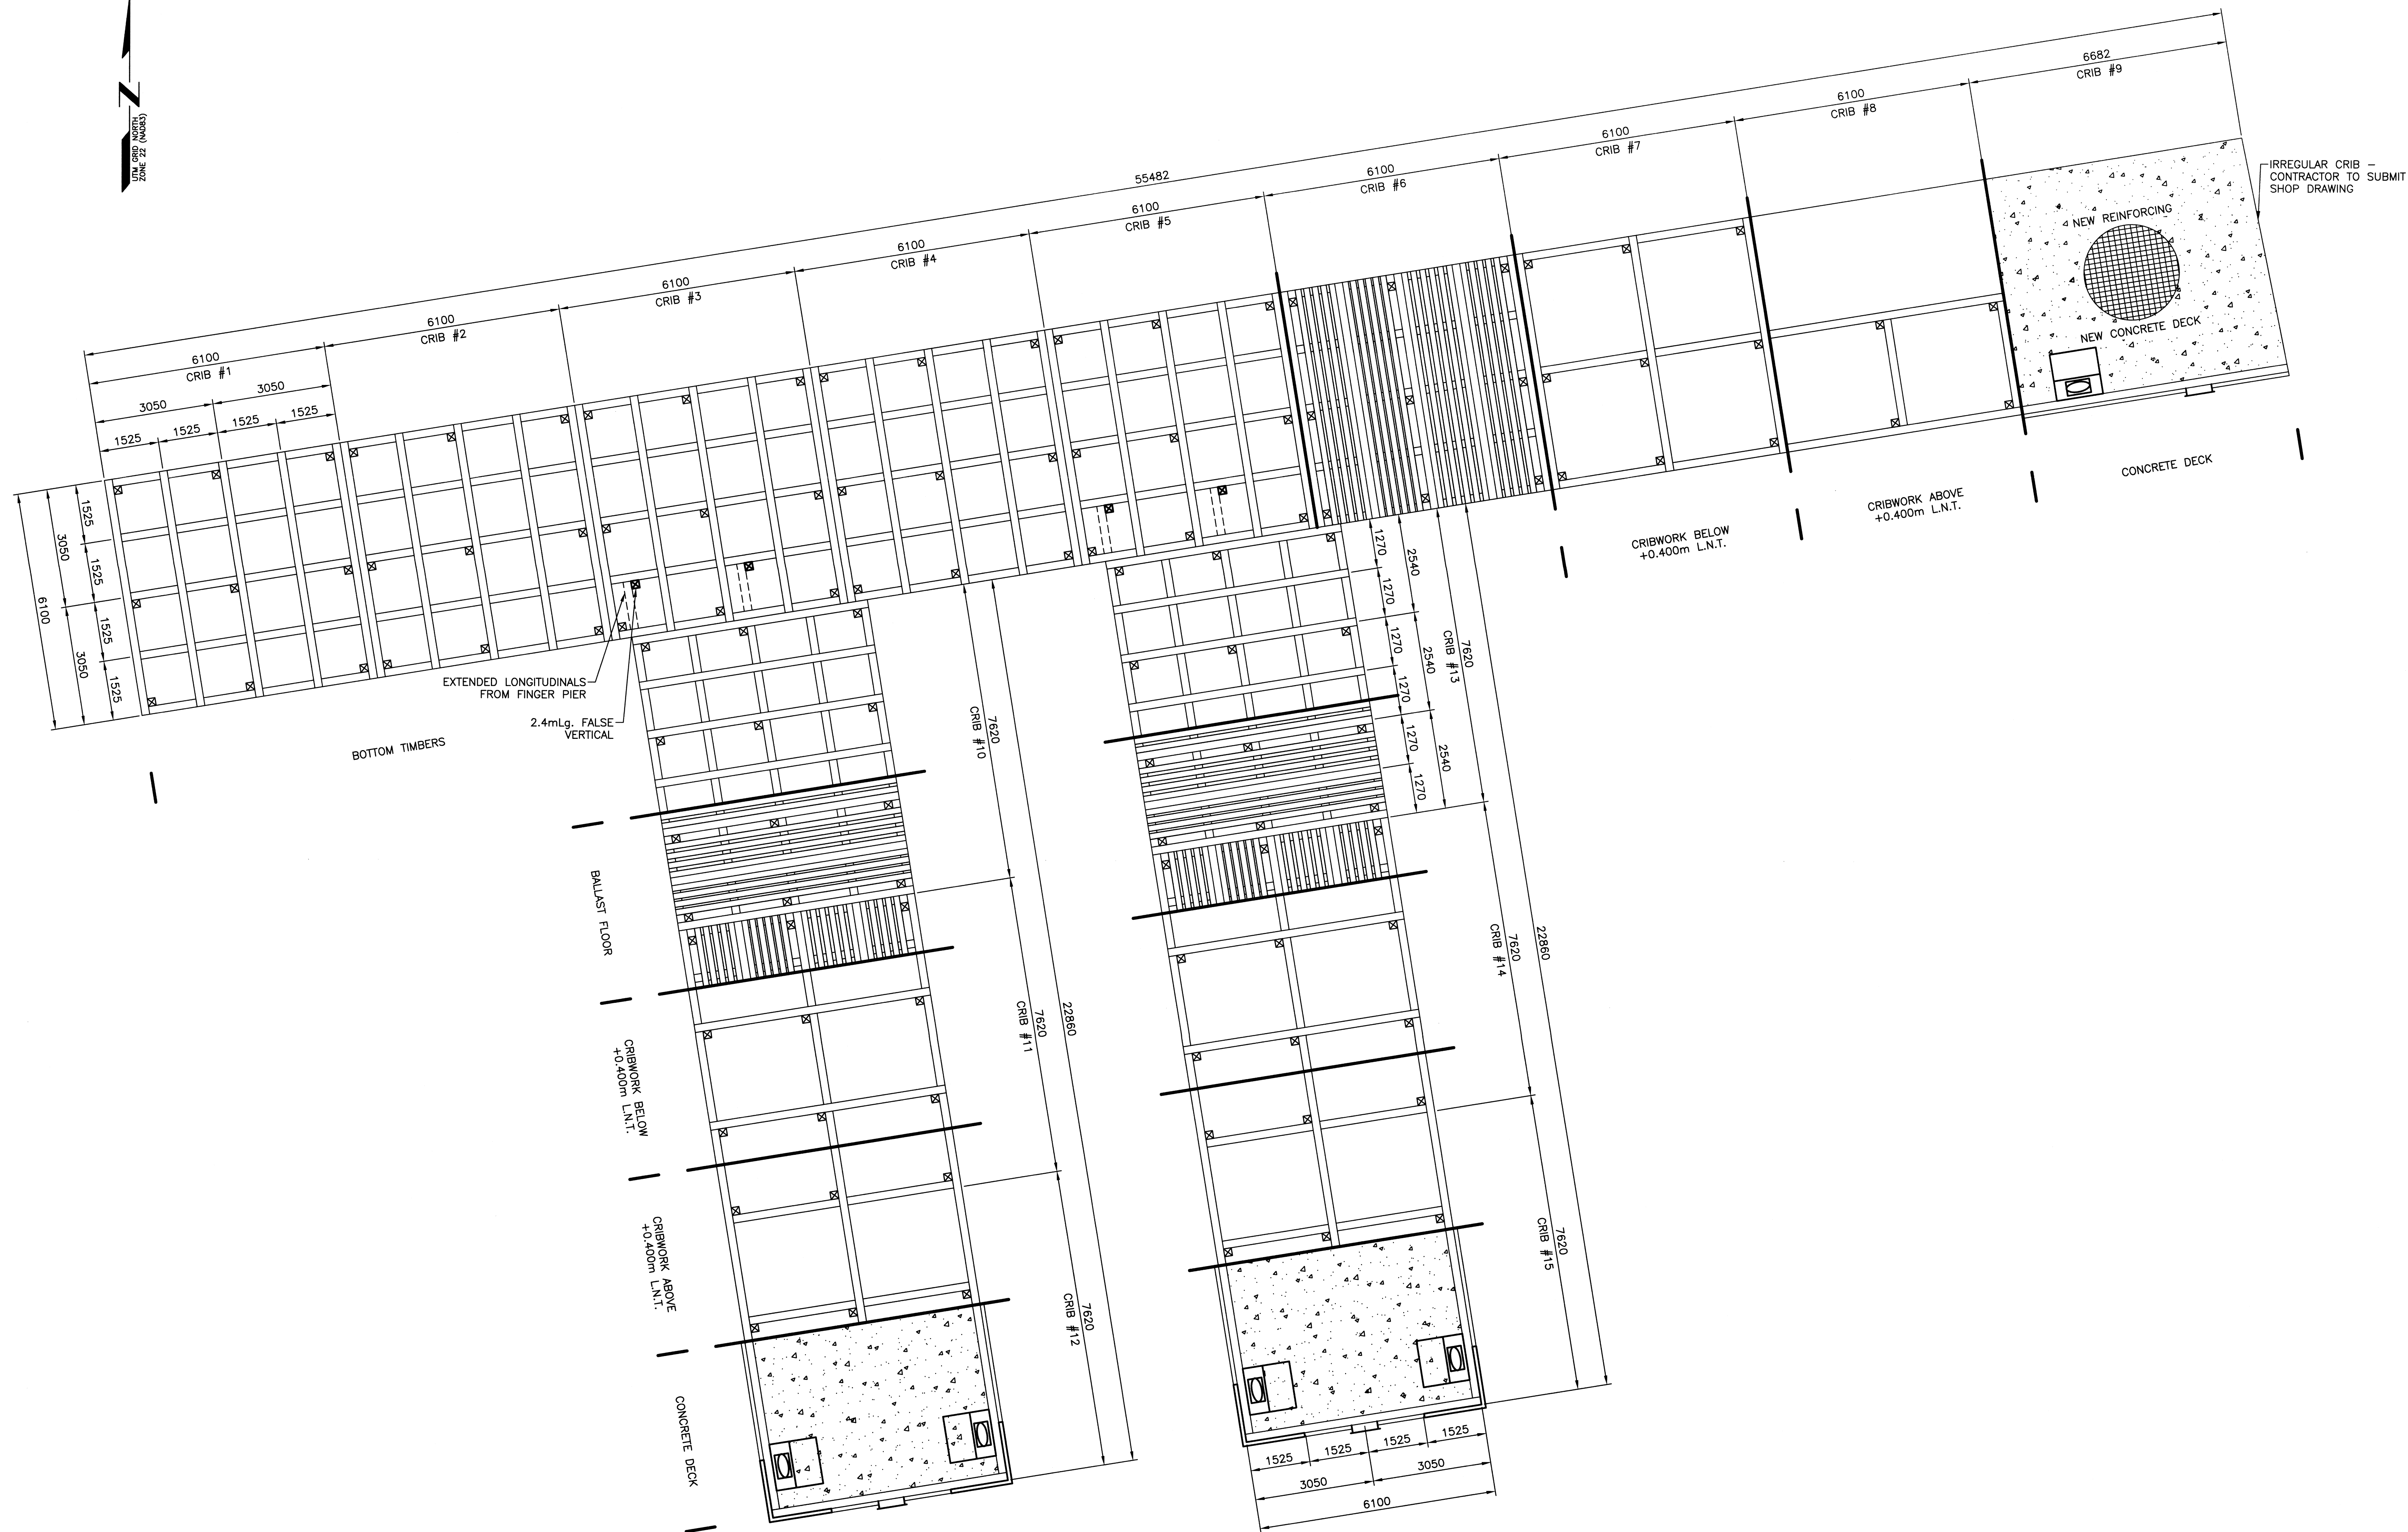 UTM GRID NORTH
ZONE 22 (NAD83)
N
55482
6682
CRIB #9
6100
CRIB #8
6100
CRIB #7
6100
CRIB #6
6100
CRIB #5
6100
CRIB #4
6100
CRIB #3
6100
CRIB #2
6100
CRIB #1
3050
3050
1525
1525
1525
1525
6100
3050
3050
1525
1525
1525
1525
IRREGULAR CRIB –
CONTRACTOR TO SUBMIT
SHOP DRAWING
NEW REINFORCING
NEW CONCRETE DECK
CONCRETE DECK
CRIBWORK ABOVE
+0.400m L.N.T.
CRIBWORK BELOW
+0.400m L.N.T.
BOTTOM TIMBERS
EXTENDED LONGITUDINALS
FROM FINGER PIER
2.4mLg. FALSE
VERTICAL
BALLAST FLOOR
CRIBWORK BELOW
+0.400m L.N.T.
CRIBWORK ABOVE
+0.400m L.N.T.
CONCRETE DECK
7620
CRIB #10
7620
CRIB #11
7620
CRIB #12
22860
1270
1270
1270
1270
1270
1270
2540
2540
2540
7620
CRIB #13
7620
CRIB #14
7620
CRIB #15
22860
1525
1525
1525
1525
3050
3050
6100